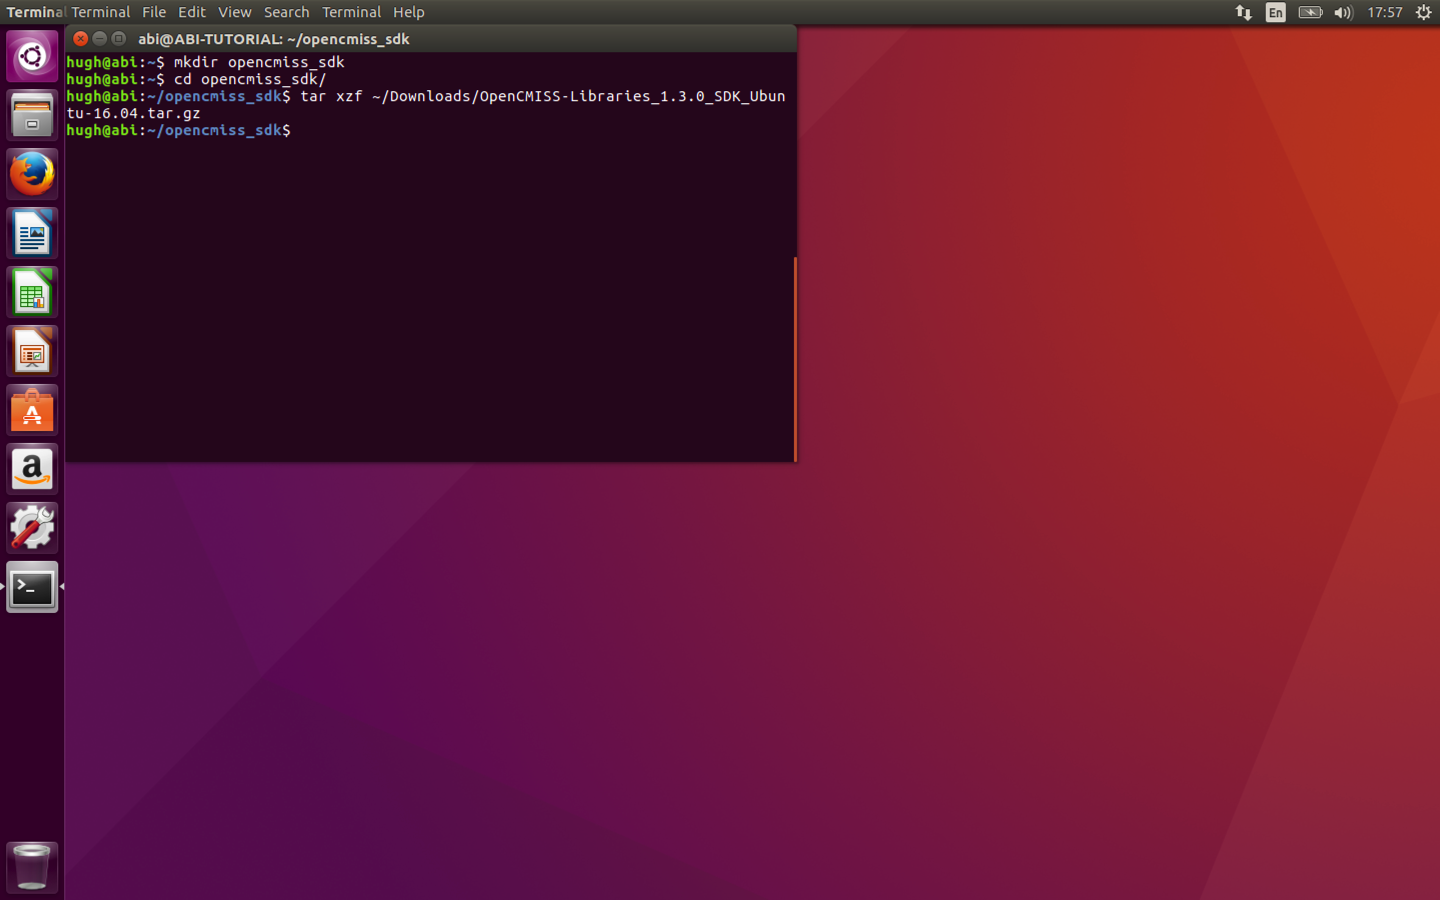 Terminal Terminal File Edit View Search Terminal Help En 17:57
abi@ABI-TUTORIAL: ~/opencmiss_sdk
hugh@abi:~$ mkdir opencmiss_sdk
hugh@abi:~$ cd opencmiss_sdk/
hugh@abi:~/opencmiss_sdk$ tar xzf ~/Downloads/OpenCMISS-Libraries_1.3.0_SDK_Ubun
tu-16.04.tar.gz
hugh@abi:~/opencmiss_sdk$
A
a
>_